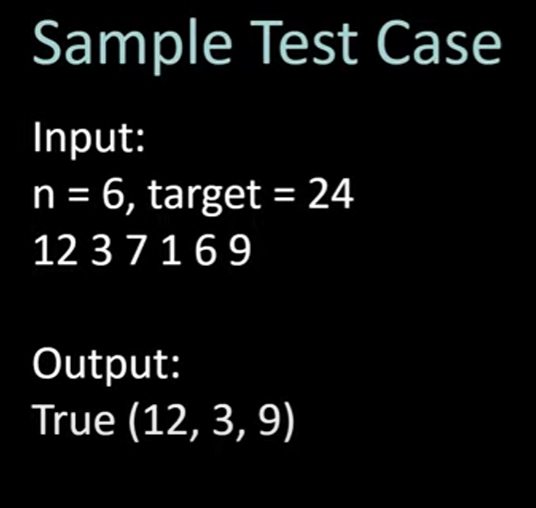 Sample Test Case
Input:
n = 6, target = 24
12 3 7 1 6 9
Output:
True (12, 3, 9)